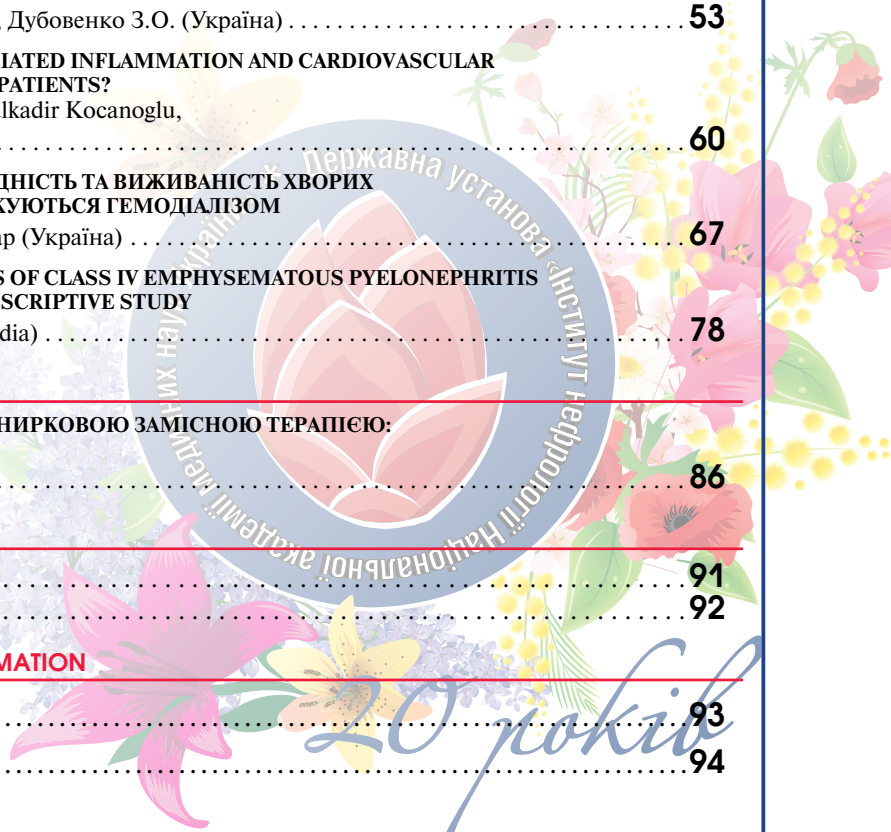 Дубовенко З.О. (Україна) 53
IATED INFLAMMATION AND CARDIOVASCULAR
PATIENTS?
lkadir Kocanoglu,
60
ДНІСТЬ ТА ВИЖИВАНІСТЬ ХВОРИХ
КУЮТЬСЯ ГЕМОДІАЛІЗОМ
ар (Україна) 67
S OF CLASS IV EMPHYSEMATOUS PYELONEPHRITIS
SCRIPTIVE STUDY
dia) 78
НИРКОВОЮ ЗАМІСНОЮ ТЕРАПІЄЮ:
86
91
92
MATION
93
94
Державна установа «Інститут нефрології Національної академії медичних наук України»
20 років